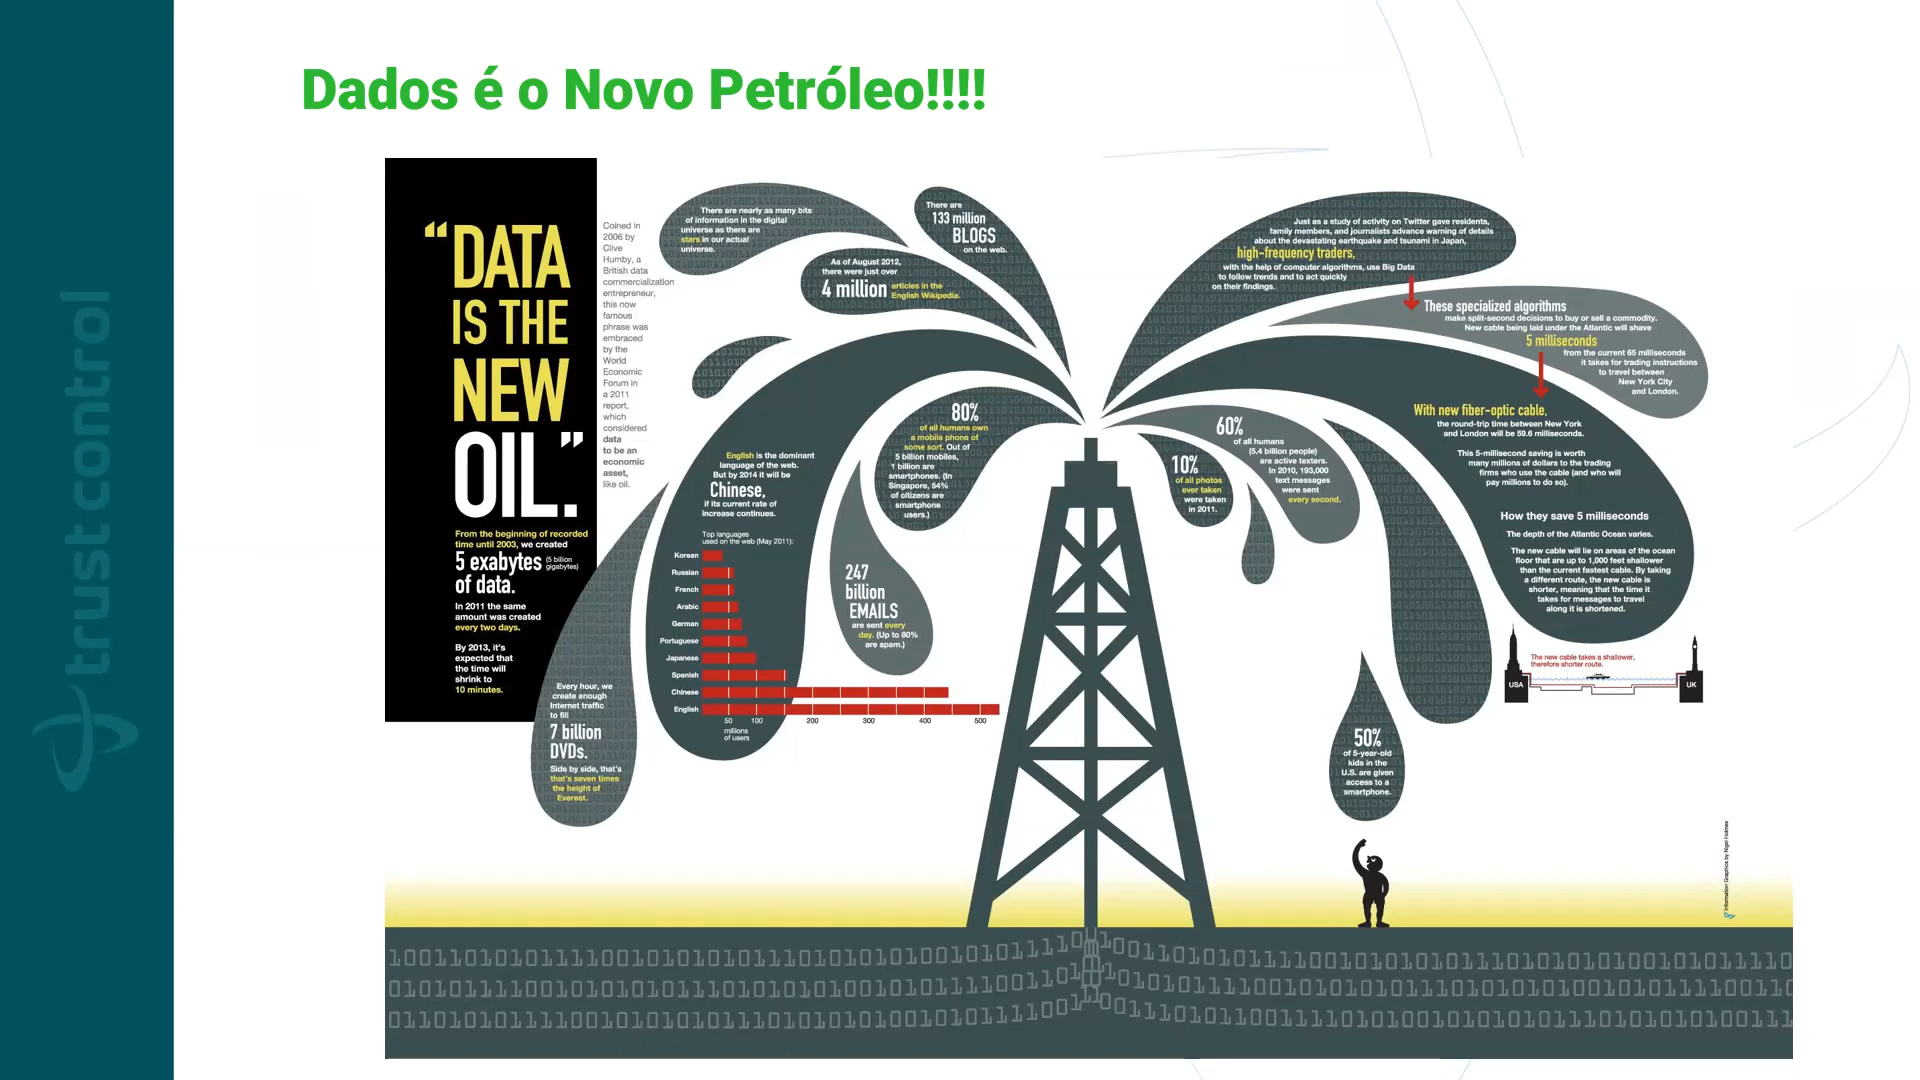 Dados é o Novo Petróleo!!!!
trustcontrol
“DATA
IS THE
NEW
OIL.”
From the beginning of recorded
time until 2003, we created
5 exabytes (5 billion
gigabytes)
of data.
In 2011 the same
amount was created
every two days.
By 2013, it's
expected that
the time will
shrink to
10 minutes.
Coined in
2006 by
Clive
Humby, a
British data
commercialization
entrepreneur,
this now
famous
phrase was
embraced
by the
World
Economic
Forum in
a 2011
report,
which
considered
data
to be an
economic
asset,
like oil.
There are nearly as many bits
of information in the digital
universe as there are
stars in our actual
universe.
There are
133 million
BLOGS
on the web.
As of August 2012,
there were just over
4 million articles in the
English Wikipedia.
English is the dominant
language of the web.
But by 2014 it will be
Chinese,
if its current rate of
increase continues.
Top languages
used on the web (May 2011):
Korean
Russian
French
Arabic
German
Portuguese
Japanese
Spanish
Chinese
English
50 100 200 300 400 500
millions
of users
Every hour, we
create enough
Internet traffic
to fill
7 billion
DVDs.
Side by side, that's
that's seven times
the height of
Everest.
80%
of all humans own
a mobile phone of
some sort. Out of
5 billion mobiles,
1 billion are
smartphones. (In
Singapore, 54%
of citizens are
smartphone
users.)
247
billion
EMAILS
are sent every
day. (Up to 80%
are spam.)
Just as a study of activity on Twitter gave residents,
family members, and journalists advance warning of details
about the devastating earthquake and tsunami in Japan,
high-frequency traders,
with the help of computer algorithms, use Big Data
to follow trends and to act quickly
on their findings.
These specialized algorithms
make split-second decisions to buy or sell a commodity.
New cable being laid under the Atlantic will shave
5 milliseconds
from the current 65 milliseconds
it takes for trading instructions
to travel between
New York City
and London.
With new fiber-optic cable,
the round-trip time between New York
and London will be 59.6 milliseconds.
This 5-millisecond saving is worth
many millions of dollars to the trading
firms who use the cable (and who will
pay millions to do so).
How they save 5 milliseconds
The depth of the Atlantic Ocean varies.
The new cable will lie on areas of the ocean
floor that are up to 1,000 feet shallower
than the current fastest cable. By taking
a different route, the new cable is
shorter, meaning that the time it
takes for messages to travel
along it is shortened.
The new cable takes a shallower,
therefore shorter route.
USA
UK
60%
of all humans
(5.4 billion people)
are active texters.
In 2010, 193,000
text messages
were sent
every second.
10%
of all photos
ever taken
were taken
in 2011.
50%
of 5-year-old
kids in the
U.S. are given
access to a
smartphone.
Information Graphics by Nigel Holmes